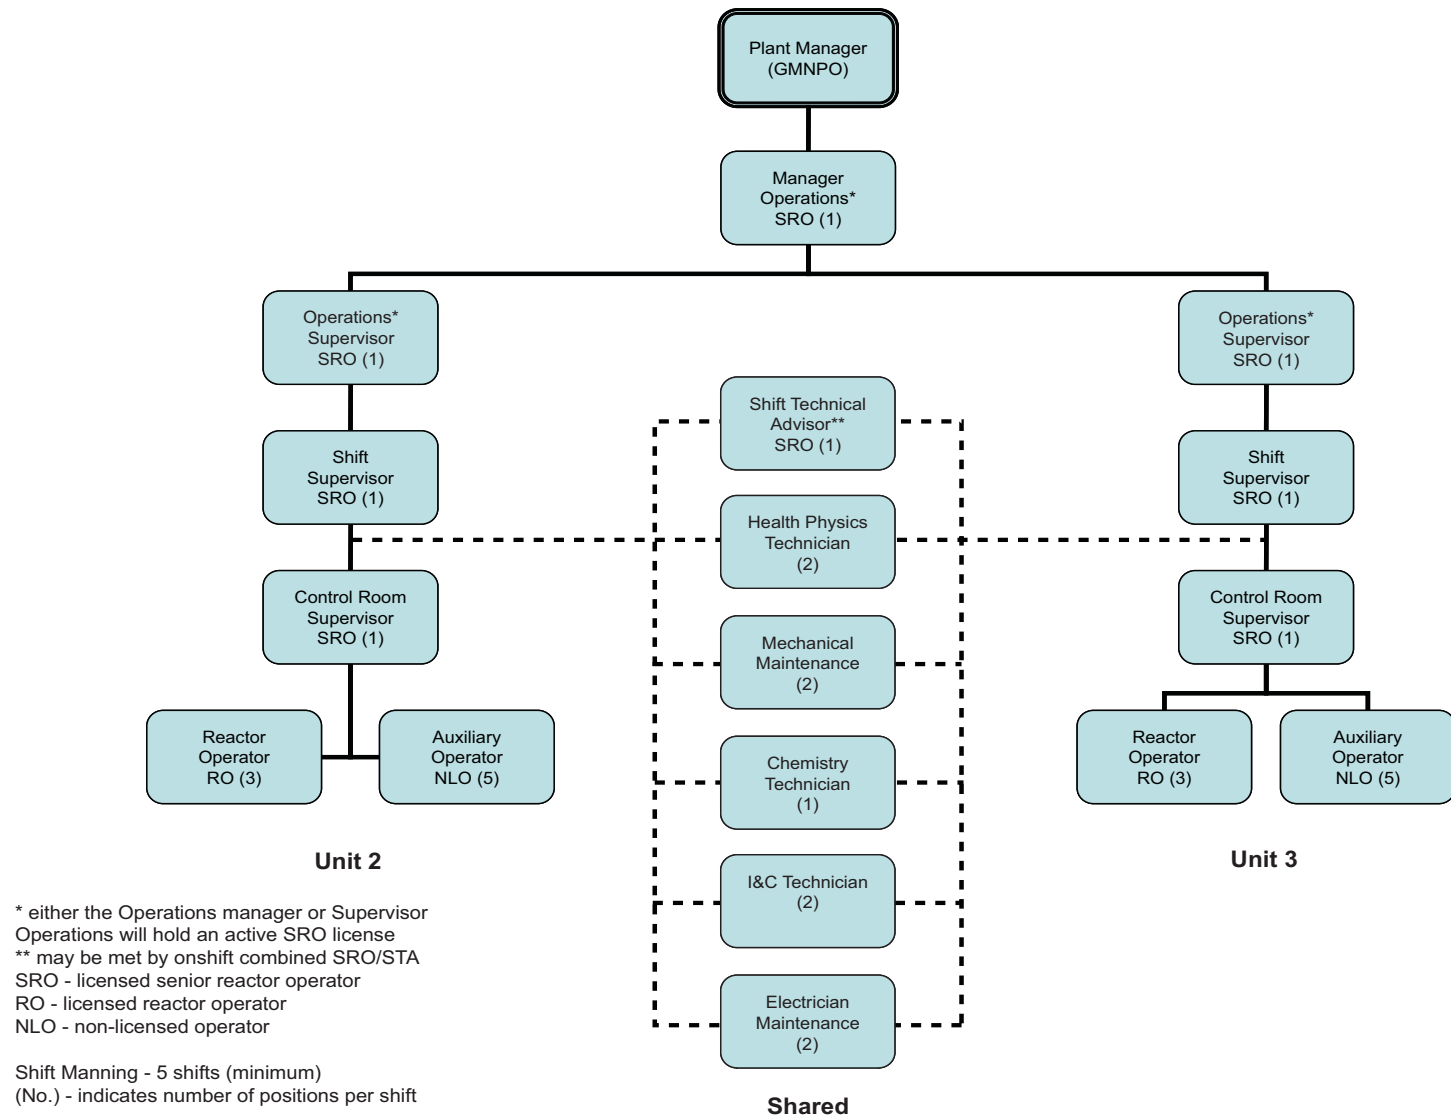 Plant Manager
(GMNPO)
Manager
Operations*
SRO (1)
Operations*
Supervisor
SRO (1)
Shift
Supervisor
SRO (1)
Control Room
Supervisor
SRO (1)
Reactor
Operator
RO (3)
Auxiliary
Operator
NLO (5)
Unit 2
Shift Technical
Advisor**
SRO (1)
Health Physics
Technician
(2)
Mechanical
Maintenance
(2)
Chemistry
Technician
(1)
I&C Technician
(2)
Electrician
Maintenance
(2)
Shared
Operations*
Supervisor
SRO (1)
Shift
Supervisor
SRO (1)
Control Room
Supervisor
SRO (1)
Reactor
Operator
RO (3)
Auxiliary
Operator
NLO (5)
Unit 3
* either the Operations manager or Supervisor
Operations will hold an active SRO license
** may be met by onshift combined SRO/STA
SRO - licensed senior reactor operator
RO - licensed reactor operator
NLO - non-licensed operator
Shift Manning - 5 shifts (minimum)
(No.) - indicates number of positions per shift